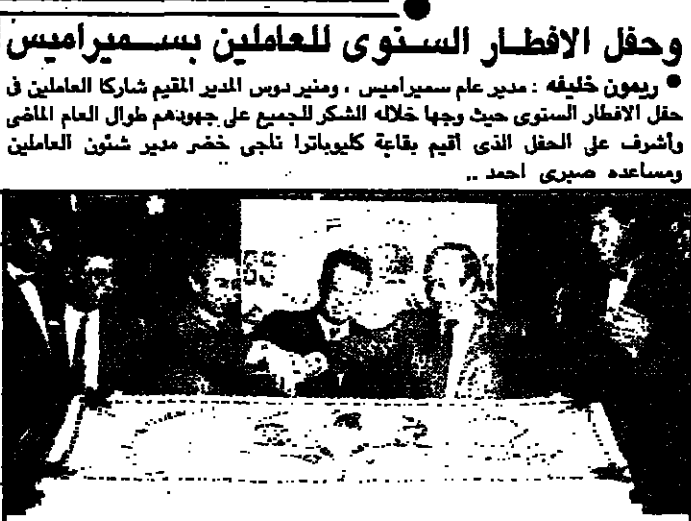 وحفل الافطار السنوى للعاملين بسميراميس
● ريمون خليفه : مدير عام سميراميس ، ومنير دوس المدير المقيم شاركا العاملين فى
حفل الافطار السنوى حيث وجها خلاله الشكر للجميع على جهودهم طوال العام الماضى
وأشرف على الحفل الذى أقيم بقاعة كليوباترا ناجى خضر مدير شئون العاملين
ومساعده صبرى احمد ..